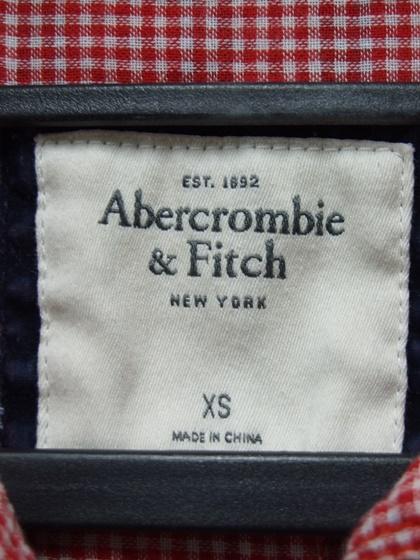 EST. 1892
Abercrombie
& Fitch
NEW YORK
XS
MADE IN CHINA